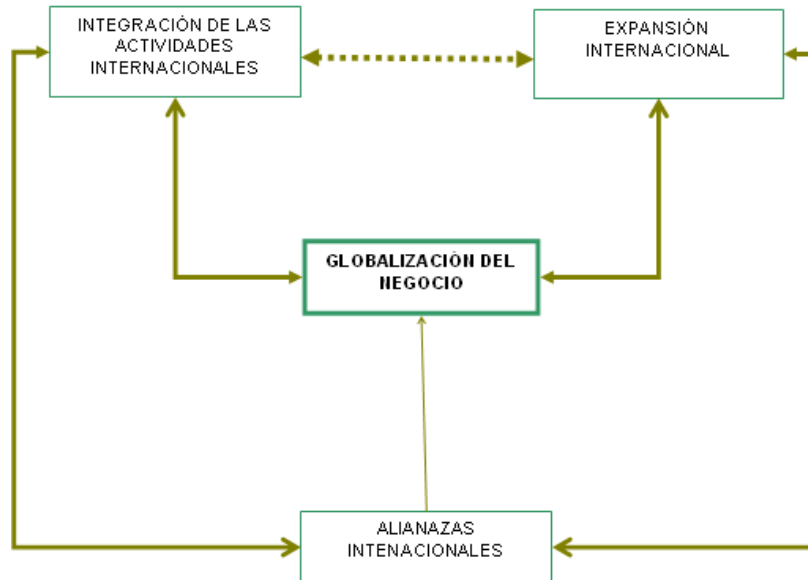 INTEGRACIÓN DE LAS
ACTIVIDADES
INTERNACIONALES
EXPANSIÓN
INTERNACIONAL
GLOBALIZACIÓN DEL
NEGOCIO
ALIANAZAS
INTENACIONALES